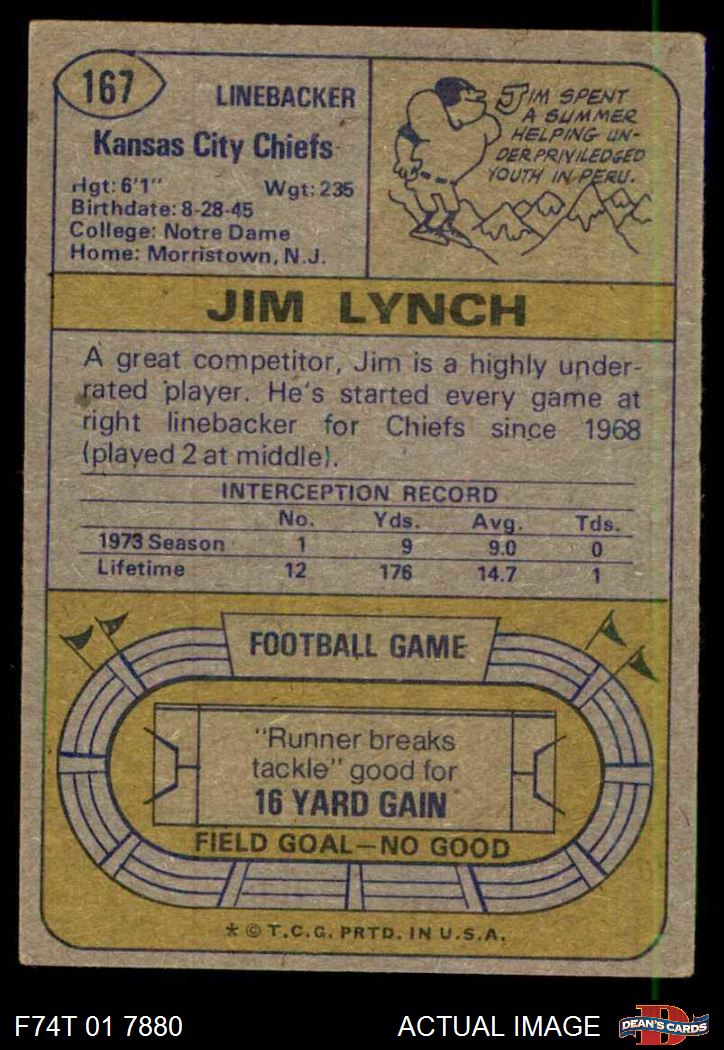 167
LINEBACKER
Kansas City Chiefs
Hgt: 6'1" Wgt: 235
Birthdate: 8-28-45
College: Notre Dame
Home: Morristown, N.J.
JIM SPENT
A SUMMER
HELPING UN-
DERPRIVILEDGED
YOUTH IN PERU.
JIM LYNCH
A great competitor, Jim is a highly under-
rated player. He's started every game at
right linebacker for Chiefs since 1968
(played 2 at middle).
INTERCEPTION RECORD
No. Yds. Avg. Tds.
1973 Season 1 9 9.0 0
Lifetime 12 176 14.7 1
FOOTBALL GAME
"Runner breaks
tackle" good for
16 YARD GAIN
FIELD GOAL—NO GOOD
* © T.C.G. PRTD. IN U.S.A.
F74T 01 7880 ACTUAL IMAGE
D
DEAN'S CARDS